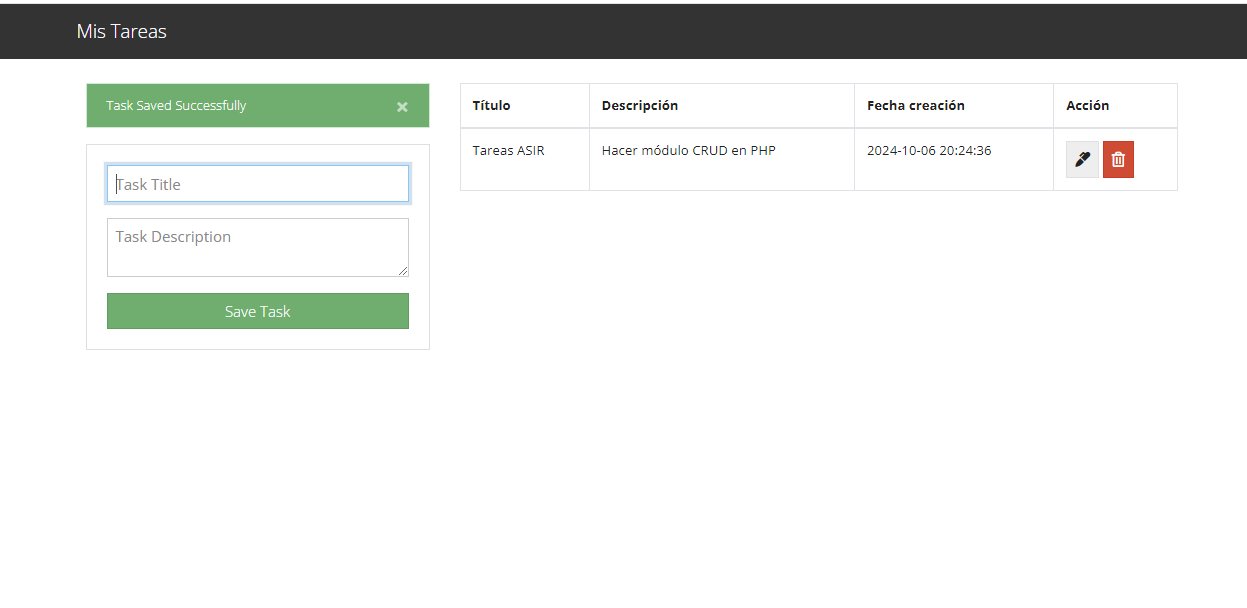 Mis Tareas
Task Saved Successfully ×
Task Title
Task Description
Save Task
Título Descripción Fecha creación Acción
Tareas ASIR Hacer módulo CRUD en PHP 2024-10-06 20:24:36